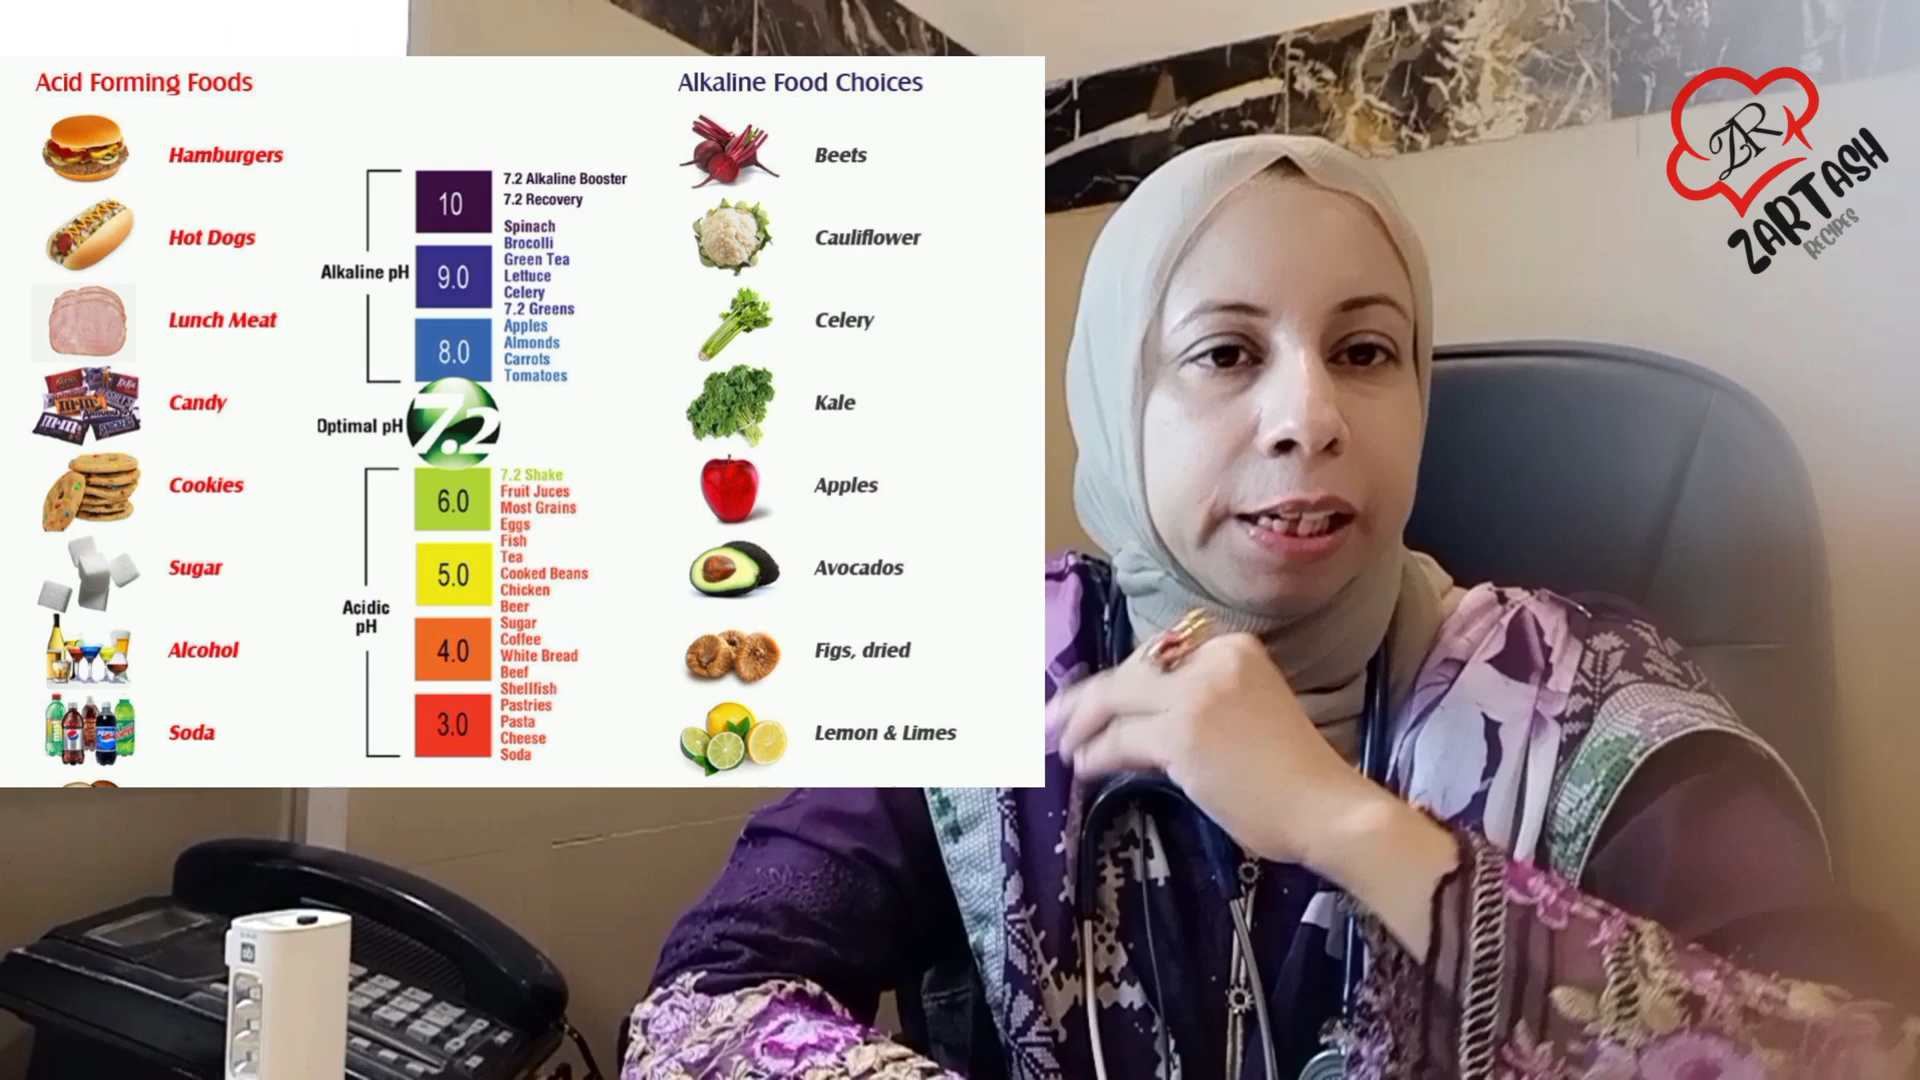 Acid Forming Foods
Hamburgers
Hot Dogs
Lunch Meat
Candy
Cookies
Sugar
Alcohol
Soda
Alkaline pH
Optimal pH
Acidic
pH
10
9.0
8.0
7.2
6.0
5.0
4.0
3.0
7.2 Alkaline Booster
7.2 Recovery
Spinach
Brocolli
Green Tea
Lettuce
Celery
7.2 Greens
Apples
Almonds
Carrots
Tomatoes
7.2 Shake
Fruit Juces
Most Grains
Eggs
Fish
Tea
Cooked Beans
Chicken
Beer
Sugar
Coffee
White Bread
Beef
Shellfish
Pastries
Pasta
Cheese
Soda
Alkaline Food Choices
Beets
Cauliflower
Celery
Kale
Apples
Avocados
Figs, dried
Lemon & Limes
ZR
ZARTASH
RECIPES